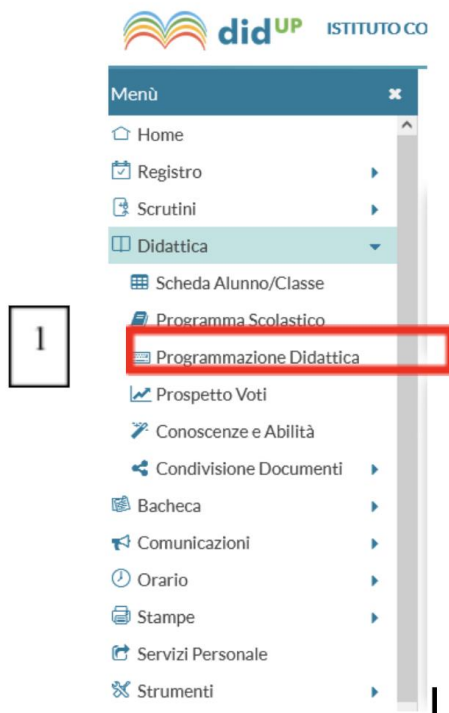 didUP ISTITUTO CO
Menù
Home
Registro
Scrutini
Didattica
Scheda Alunno/Classe
Programma Scolastico
1
Programmazione Didattica
Prospetto Voti
Conoscenze e Abilità
Condivisione Documenti
Bacheca
Comunicazioni
Orario
Stampe
Servizi Personale
Strumenti